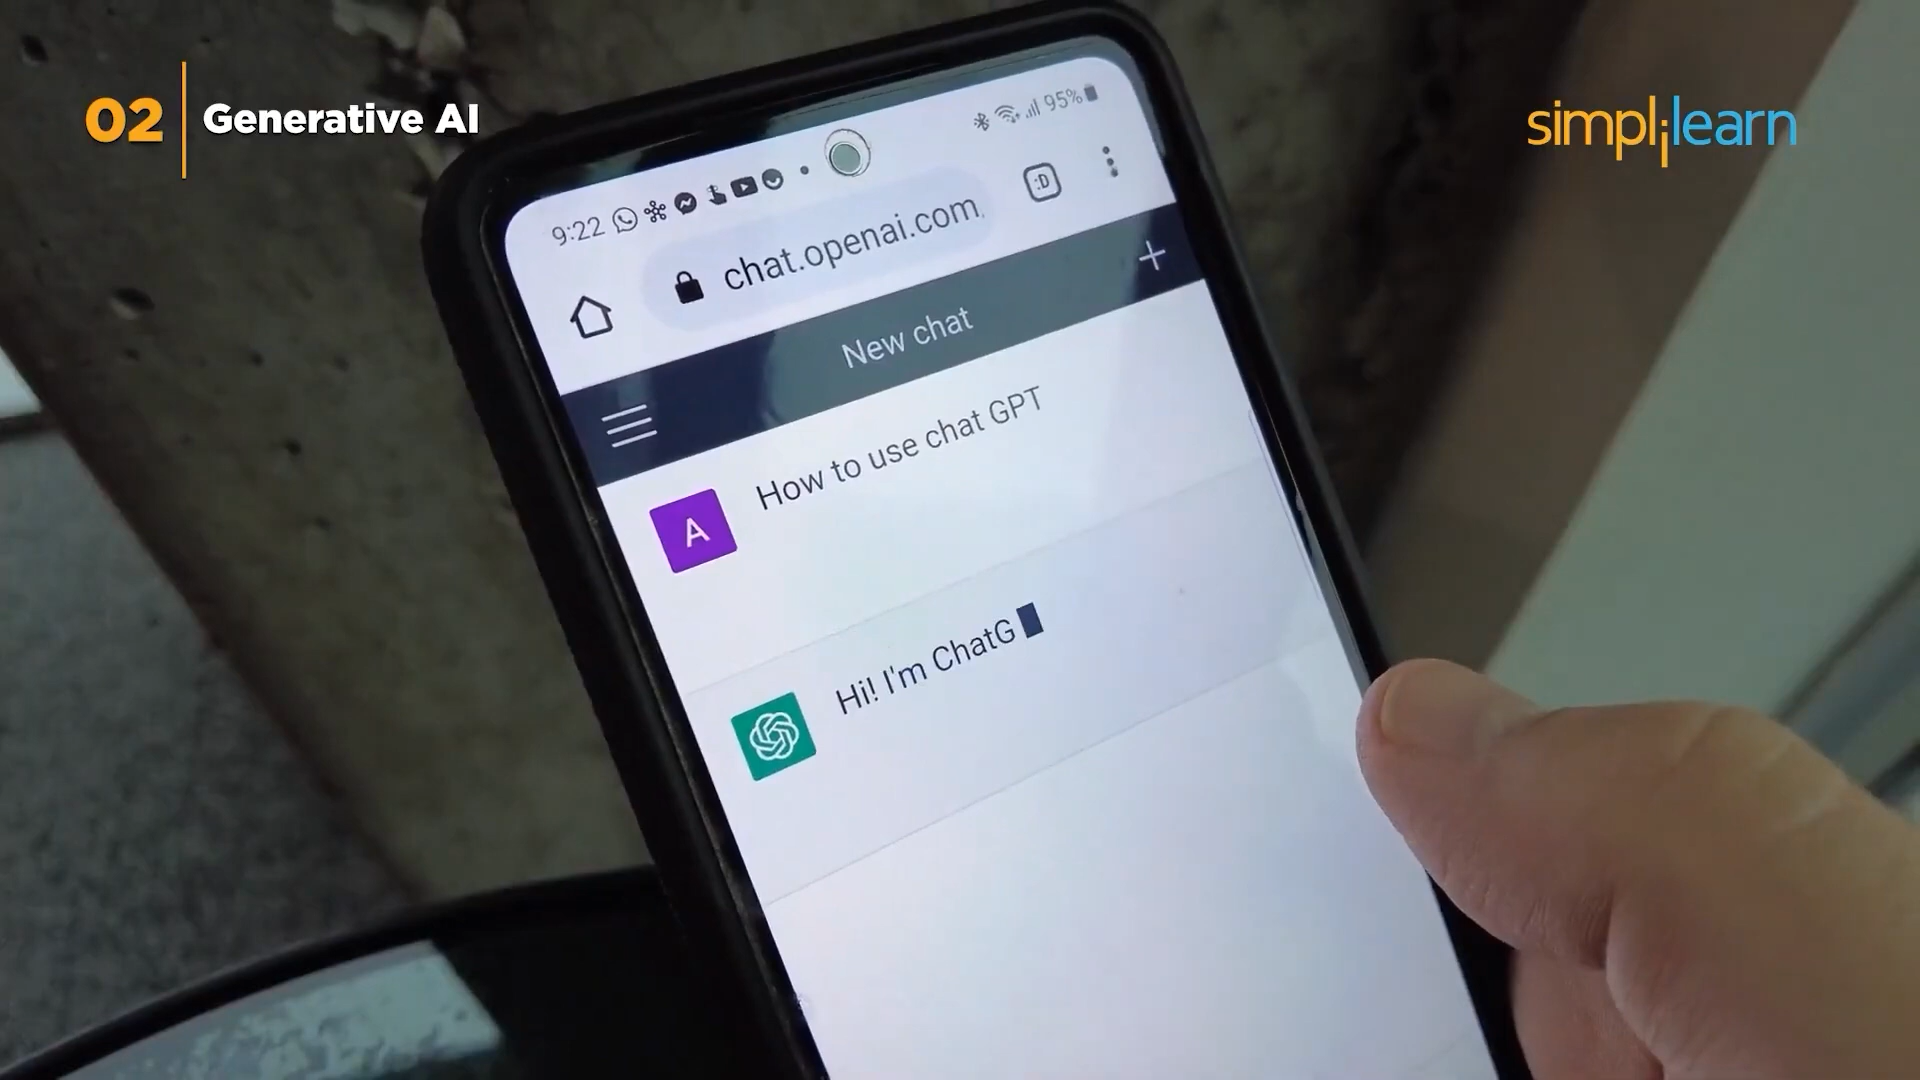 02
Generative AI
simplilearn
9:22
95%
chat.openai.com
:D
New chat
A
How to use chat GPT
Hi! I'm ChatG